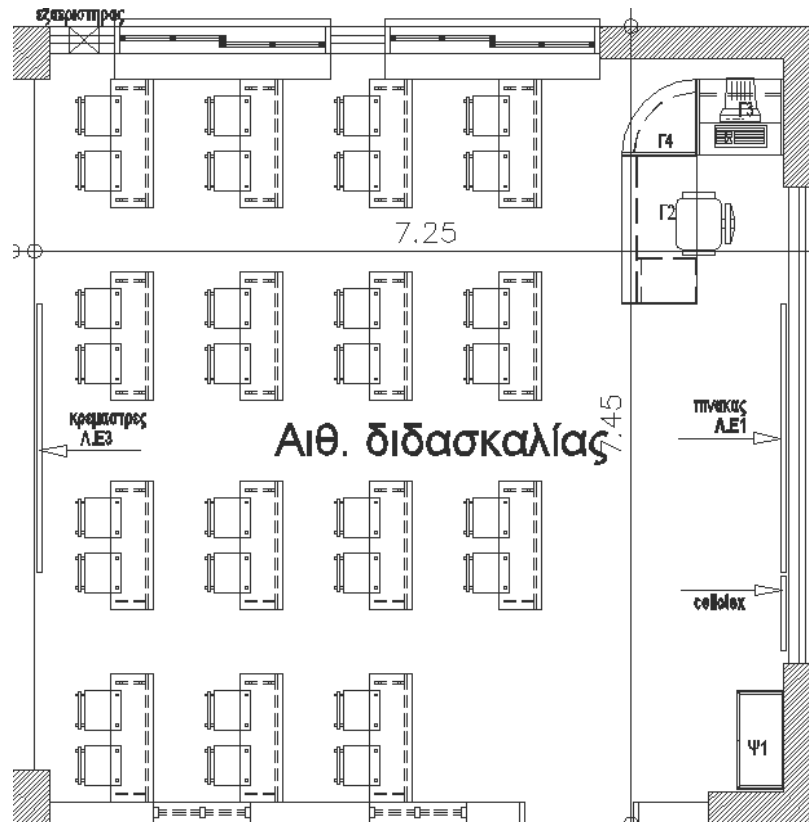 εξαεριστηρας
Γ3
Γ4
Γ2
7.25
κρεμαστρες
Λ.Ε3
Αιθ. διδασκαλίας
7.45
πινακας
Λ.Ε1
cellotex
Ψ1